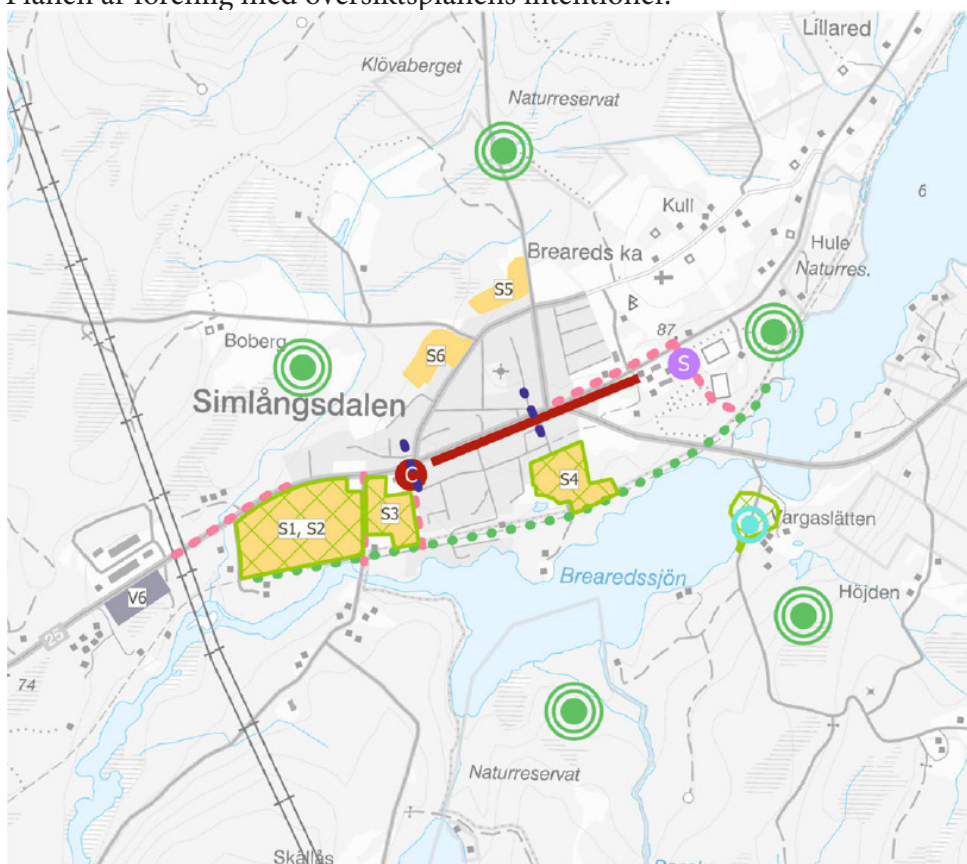 Planen är förenlig med översiktsplanens intentioner.
Lillared
Klövaberget
Naturreservat
6
Kull
Breareds ka
Hule
Naturres.
S5
87
Boberg
S6
S
Simlångsdalen
C
S4
S1, S2
S3
Vargaslätten
Brearedssjön
Höjden
V6
25
74
Naturreservat
Skällås